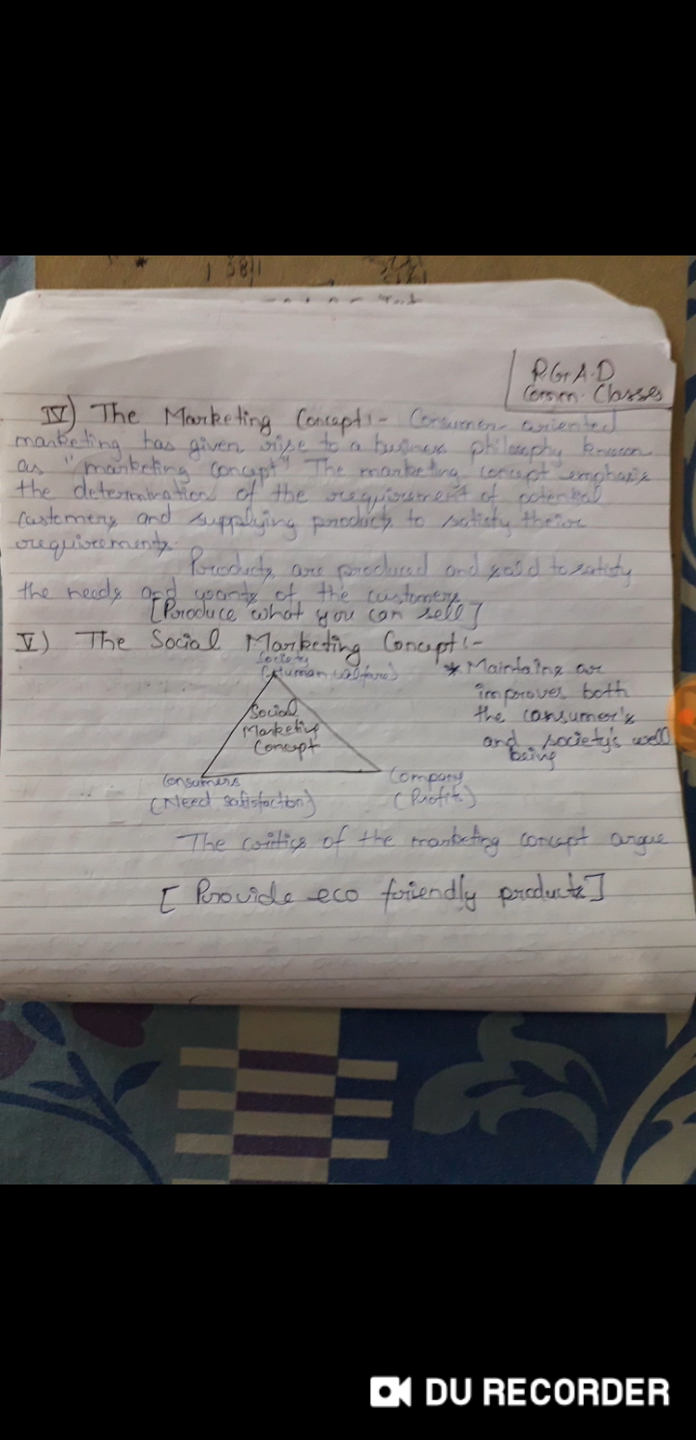 R.G.A.D
Comm. Classes
IV) The Marketing Concept:- Consumer-oriented
marketing has given rise to a business philosophy known
as "marketing concept" The marketing concept emphasis
the determination of the requirement of potential
customers and supplying products to satisfy their
requirements.
Products are produced and sold to satisfy
the needs and wants of the customers
[Produce what you can sell]
V) The Social Marketing Concept:-
Society
(Human welfare)
Social
Marketing
Concept
Consumers
(Need satisfaction)
Company
(Profit)
* Maintains or
improves both
the consumer's
and society's well
being
The critics of the marketing concept argue
[Provide eco friendly products]
DU RECORDER